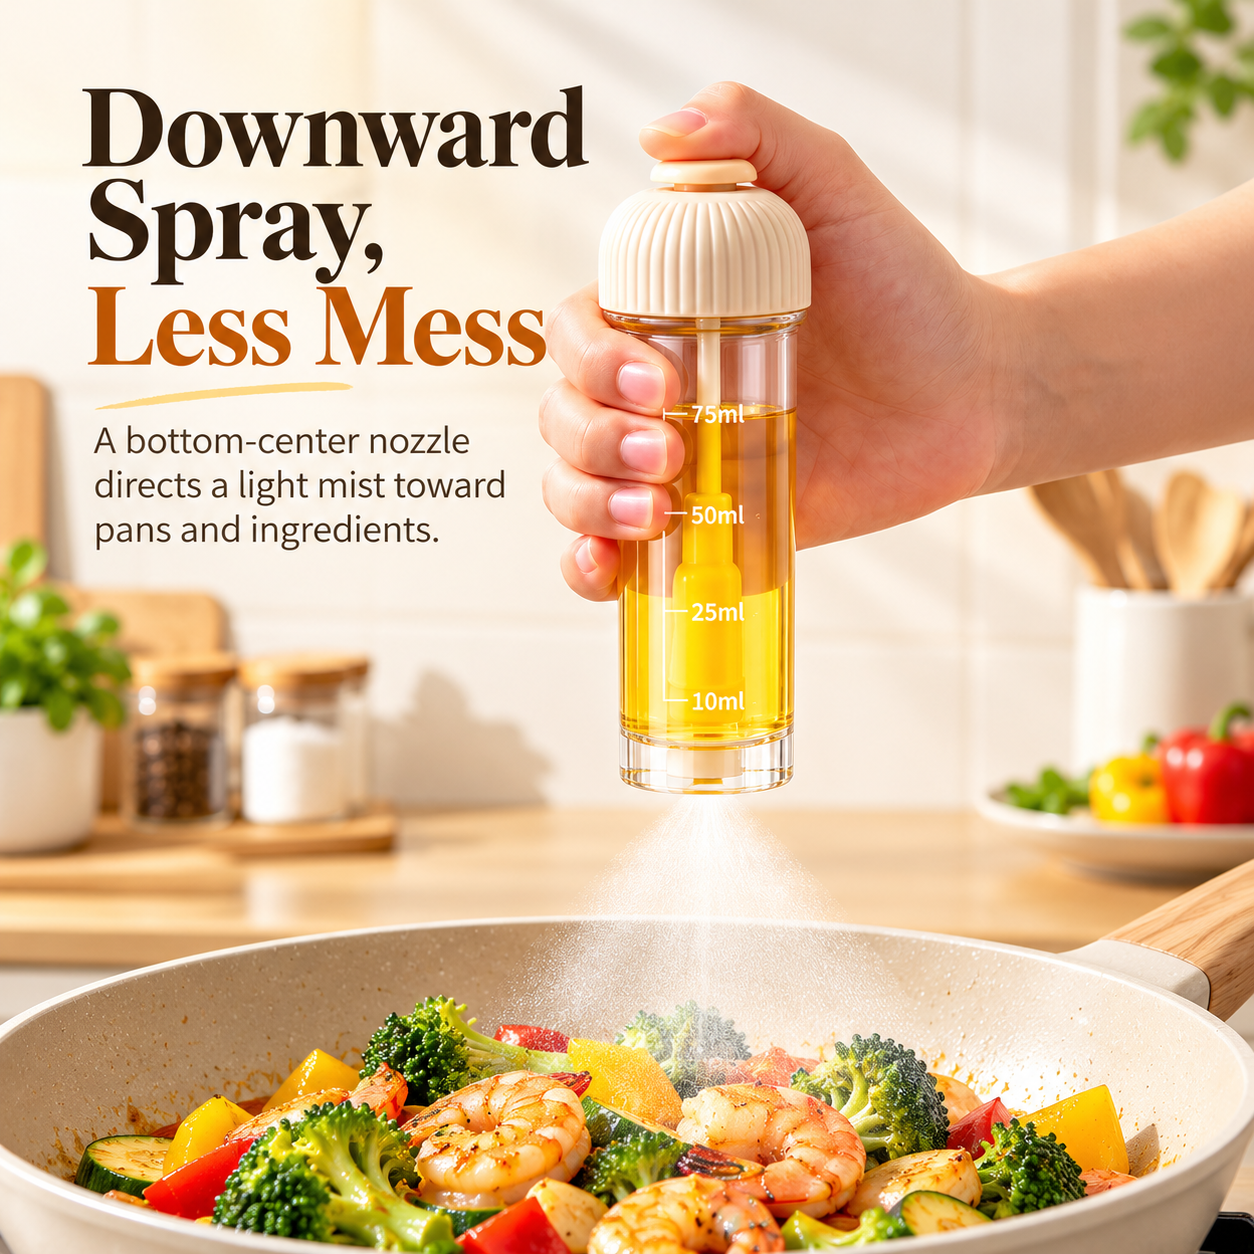 Downward
Spray,
Less Mess
A bottom-center nozzle
directs a light mist toward
pans and ingredients.
75ml
50ml
25ml
10ml